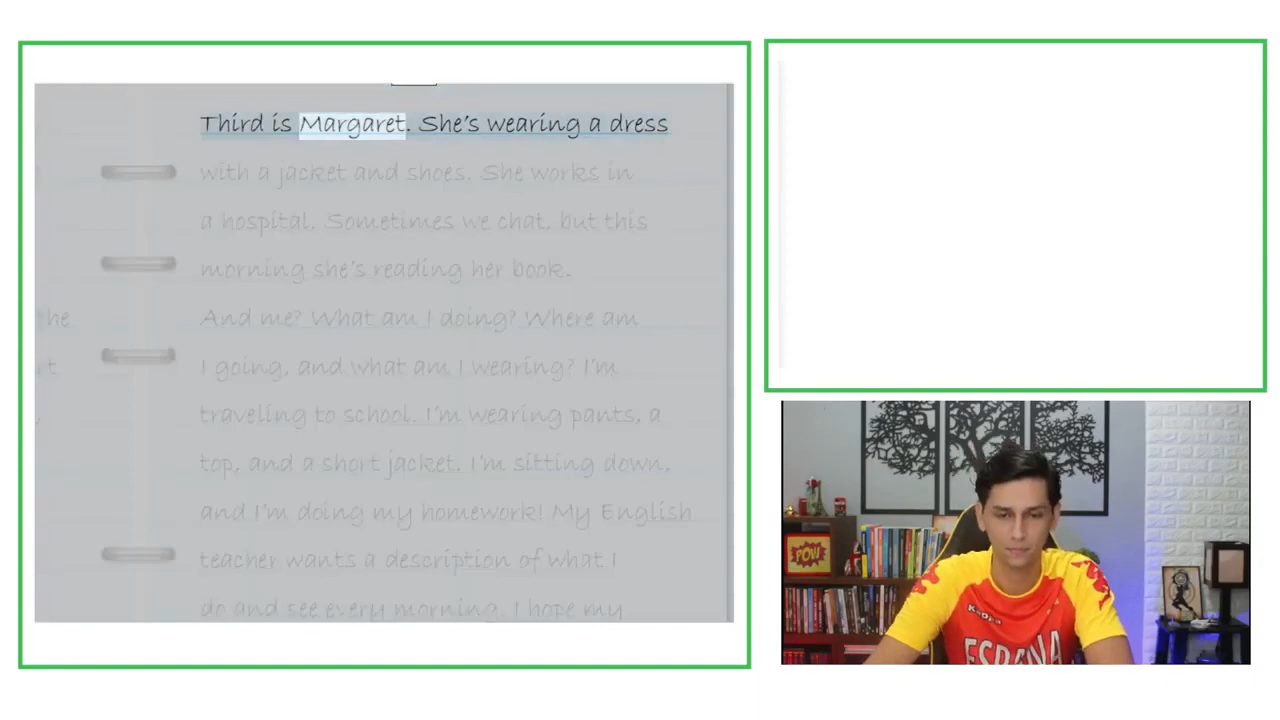 Third is Margaret. She's wearing a dress
with a jacket and shoes. She works in
a hospital. Sometimes we chat, but this
morning she's reading her book.
he
And me? What am I doing? Where am
rt
I going, and what am I wearing? I'm
traveling to school. I'm wearing pants, a
top, and a short jacket. I'm sitting down,
and I'm doing my homework! My English
teacher wants a description of what I
do and see every morning. I hope my
POW
Kappa
ESPAÑA